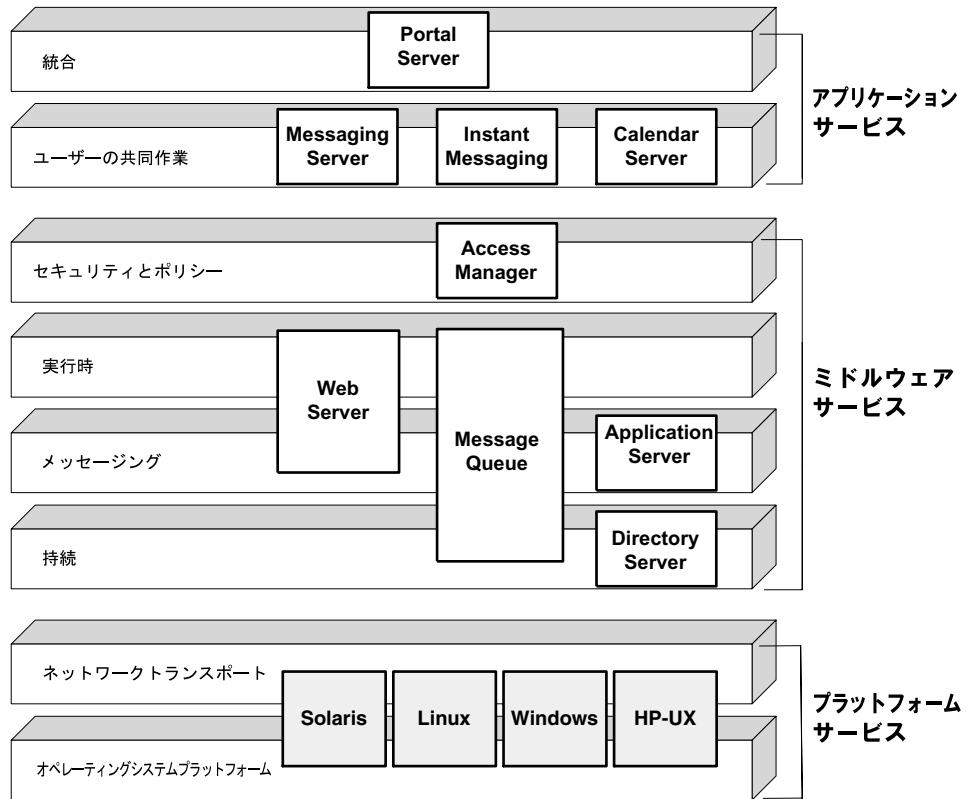 Portal
Server
統合
アプリケーション
サービス
Messaging
Server
Instant
Messaging
Calendar
Server
ユーザーの共同作業
Access
Manager
セキュリティとポリシー
実行時
Web
Server
ミドルウェア
サービス
Message
Queue
Application
Server
メッセージング
Directory
Server
持続
ネットワークトランスポート
Solaris
Linux
Windows
HP-UX
プラットフォーム
サービス
オペレーティングシステムプラットフォーム